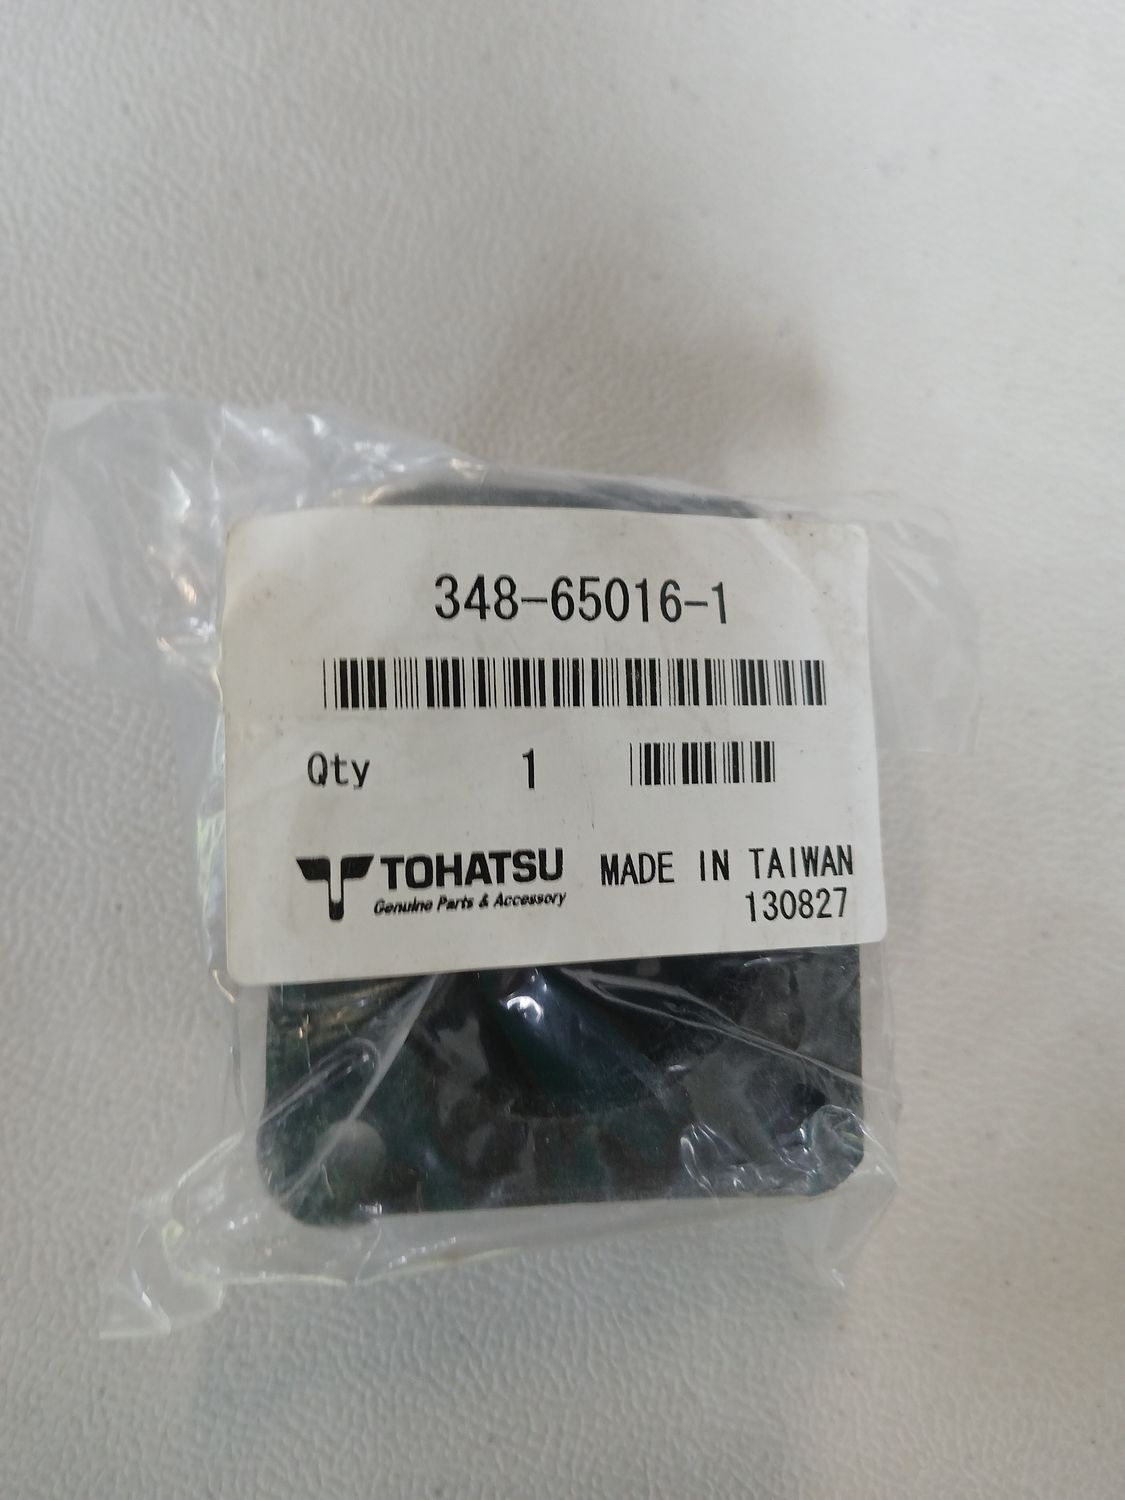 348-65016-1
Qty 1
TOHATSU MADE IN TAIWAN
Genuine Parts & Accessory 130827